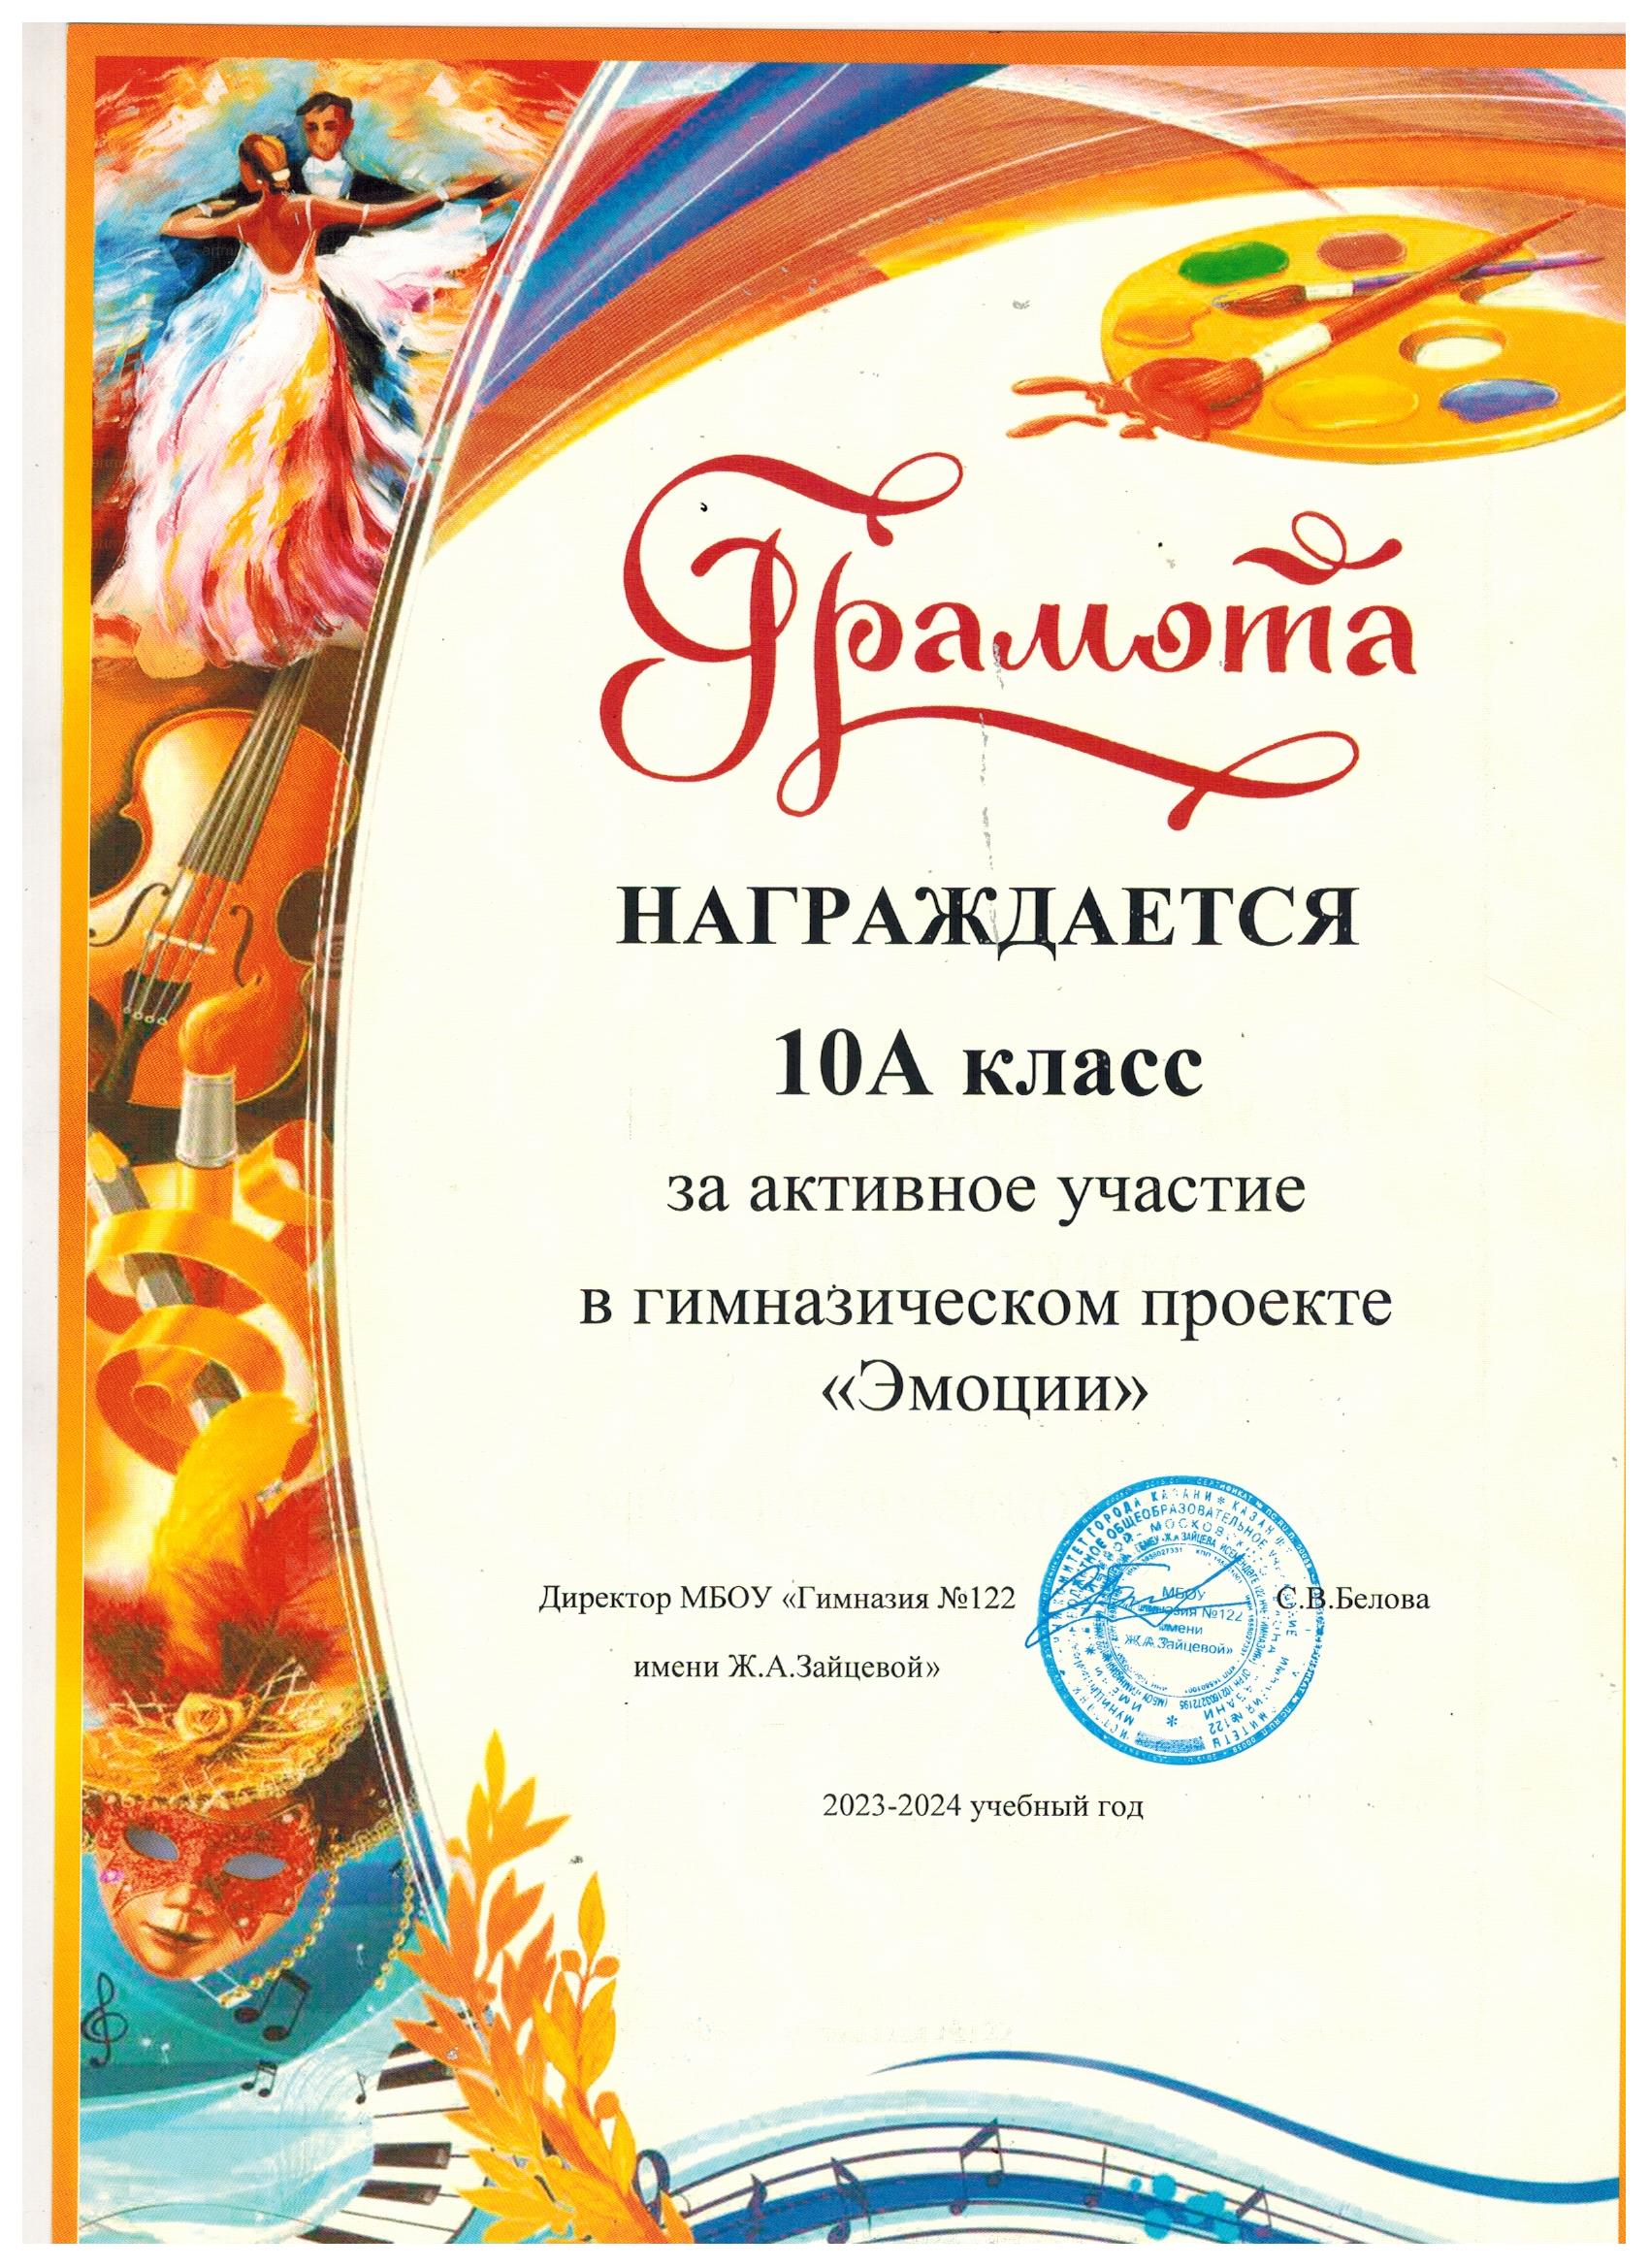 Грамота
НАГРАЖДАЕТСЯ
10А класс
за активное участие
в гимназическом проекте
«Эмоции»
Директор МБОУ «Гимназия №122 С.В.Белова
имени Ж.А.Зайцевой»
МБОУ
№122
имени
Ж.А.Зайцевой»
2023-2024 учебный год